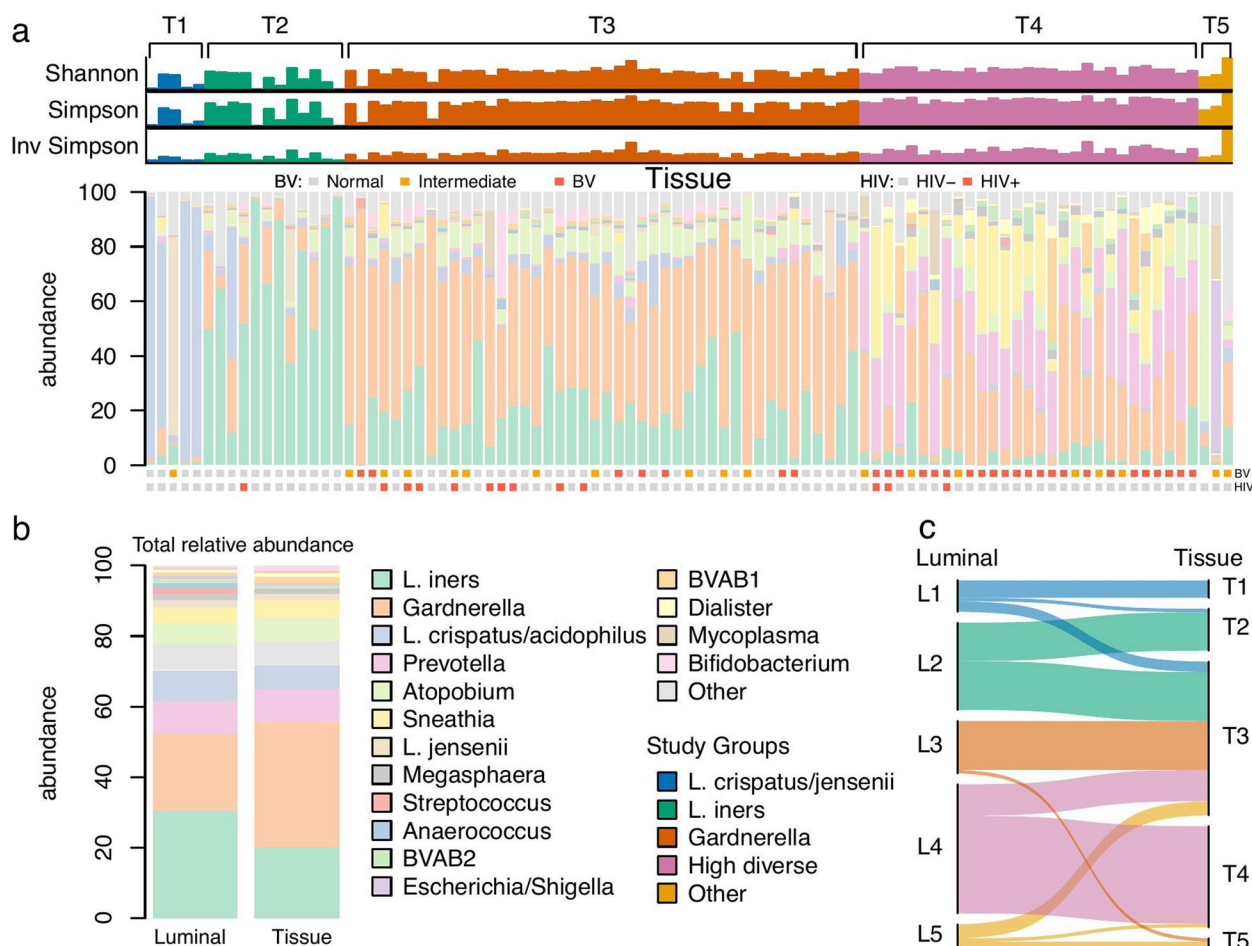 a
T1 T2 T3 T4 T5
Shannon
Simpson
Inv Simpson
BV: Normal Intermediate BV Tissue HIV: HIV− HIV+
100
80
60
40
20
0
abundance
BV
HIV
b
Total relative abundance
100
80
60
40
20
0
abundance
Luminal Tissue
L. iners
Gardnerella
L. crispatus/acidophilus
Prevotella
Atopobium
Sneathia
L. jensenii
Megasphaera
Streptococcus
Anaerococcus
BVAB2
Escherichia/Shigella
BVAB1
Dialister
Mycoplasma
Bifidobacterium
Other
Study Groups
L. crispatus/jensenii
L. iners
Gardnerella
High diverse
Other
c
Luminal Tissue
L1
L2
L3
L4
L5
T1
T2
T3
T4
T5